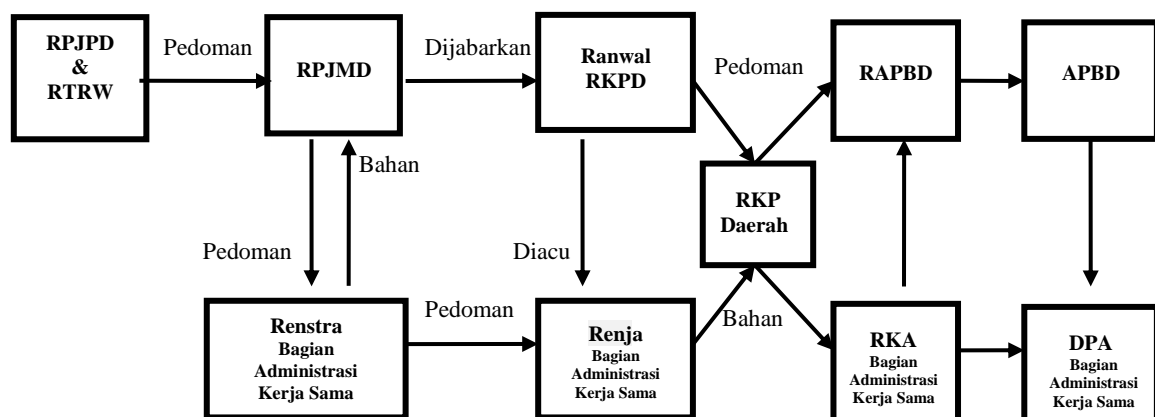 RPJPD
&
RTRW
Pedoman
RPJMD
Dijabarkan
Ranwal
RKPD
Pedoman
RAPBD
APBD
Bahan
RKP
Daerah
Pedoman
Diacu
Renstra
Bagian
Administrasi
Kerja Sama
Pedoman
Renja
Bagian
Administrasi
Kerja Sama
Bahan
RKA
Bagian
Administrasi
Kerja Sama
DPA
Bagian
Administrasi
Kerja Sama